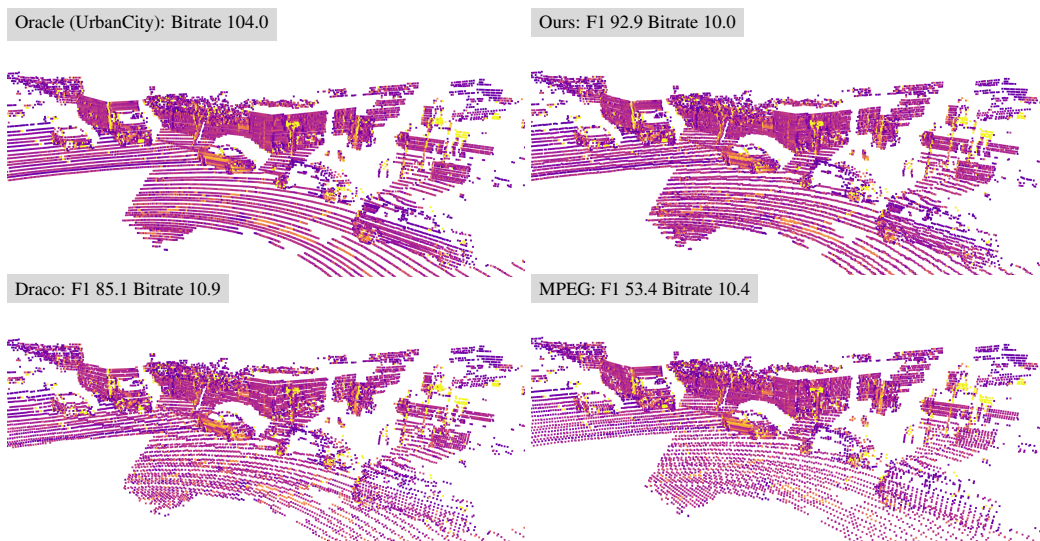 Oracle (UrbanCity): Bitrate 104.0
Ours: F1 92.9 Bitrate 10.0
Draco: F1 85.1 Bitrate 10.9
MPEG: F1 53.4 Bitrate 10.4